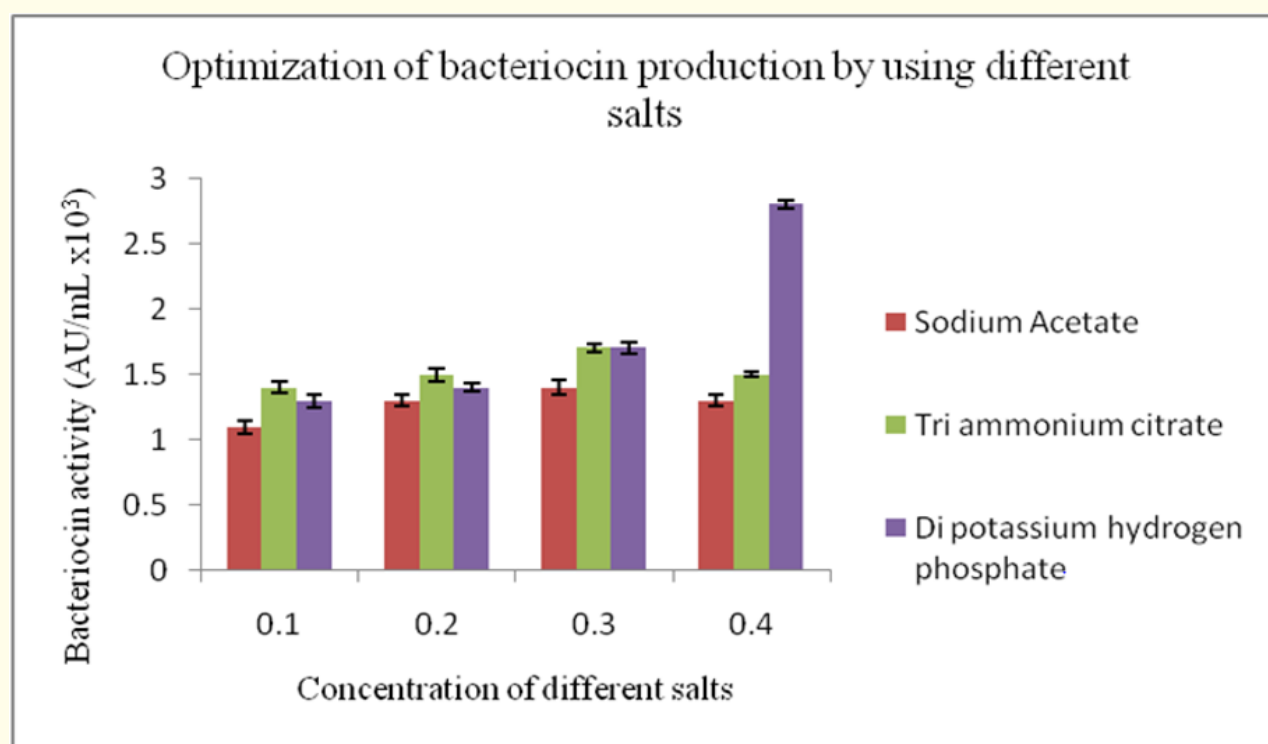 Optimization of bacteriocin production by using different
salts
Bacteriocin activity (AU/mL x10³)
3
2.5
2
1.5
1
0.5
0
0.1
0.2
0.3
0.4
Concentration of different salts
Sodium Acetate
Tri ammonium citrate
Di potassium hydrogen
phosphate